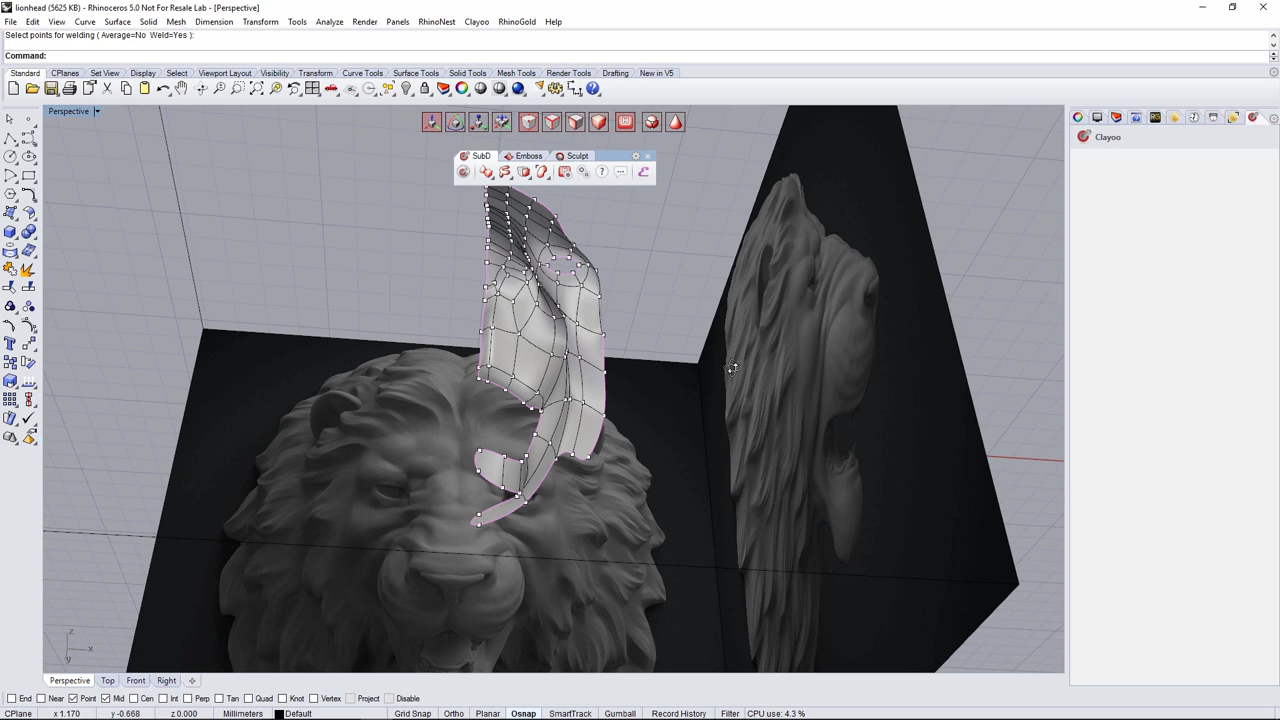 lionhead (5625 KB) - Rhinoceros 5.0 Not For Resale Lab - [Perspective]
File Edit View Curve Surface Solid Mesh Dimension Transform Tools Analyze Render Panels RhinoNest Clayoo RhinoGold Help
Select points for welding ( Average=No Weld=Yes ):
Command:
Standard CPlanes Set View Display Select Viewport Layout Visibility Transform Curve Tools Surface Tools Solid Tools Mesh Tools Render Tools Drafting New in V5
Perspective
SubD Emboss Sculpt
Clayoo
z
x
y
Perspective Top Front Right
End Near Point Mid Cen Int Perp Tan Quad Knot Vertex Project Disable
CPlane x 1.170 y -0.668 z 0.000 Millimeters Default Grid Snap Ortho Planar Osnap SmartTrack Gumball Record History Filter CPU use: 4.3 %